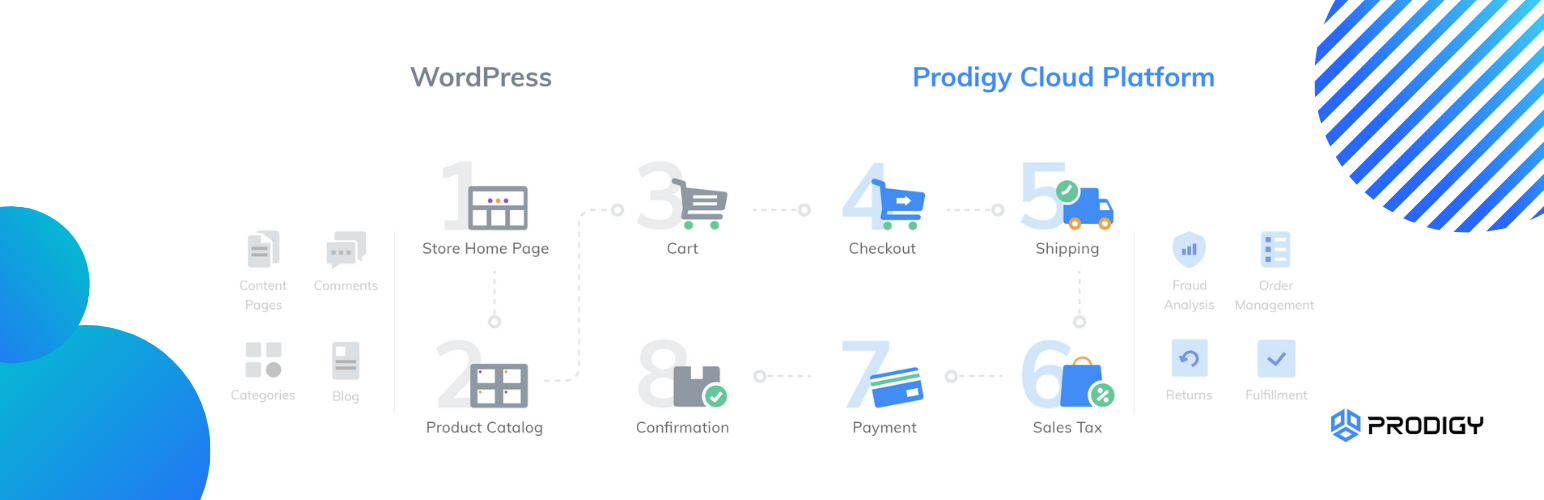 WordPress
Prodigy Cloud Platform
1
Store Home Page
3
Cart
4
Checkout
5
Shipping
Content
Pages
Comments
Fraud
Analysis
Order
Management
Categories
Blog
2
Product Catalog
8
Confirmation
7
Payment
6
%
Sales Tax
Returns
Fulfillment
PRODIGY